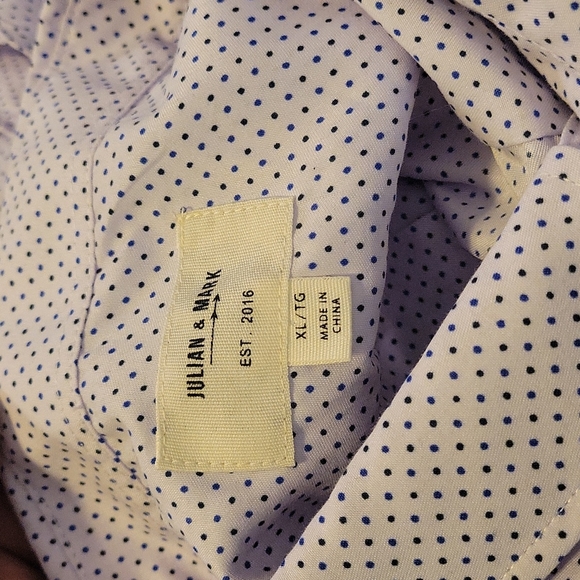 JULIAN & MARK
EST. 2016
XL/TG
MADE IN
CHINA